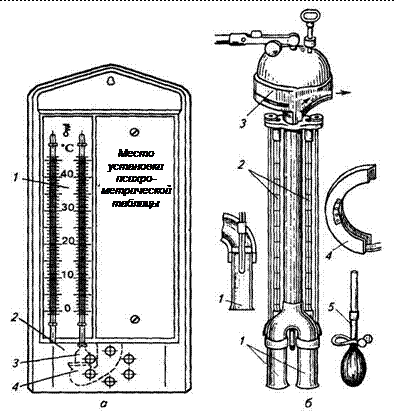 °C
Место
установки
психро-
метрической
таблицы
40
30
20
10
0
1
2
3
4
а
3
2
1
4
5
1
б